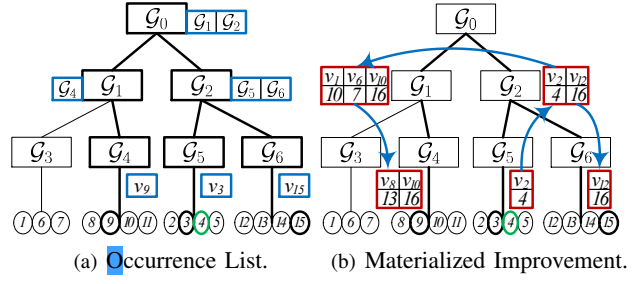 G₀ G₁ G₂ G₀
G₄ G₁ G₂ G₅ G₆ v₁ v₆ v₁₀ G₁ G₂ v₂ v₁₂
10 7 16 4 16
G₃ G₄ G₅ G₆ G₃ G₄ G₅ G₆
v₉ v₃ v₁₅ v₈ v₁₀ v₂ v₁₂
13 16 4 16
1 6 7 8 9 10 11 2 3 4 5 12 13 14 15 1 6 7 8 9 10 11 2 3 4 5 12 13 14 15
(a) Occurrence List. (b) Materialized Improvement.